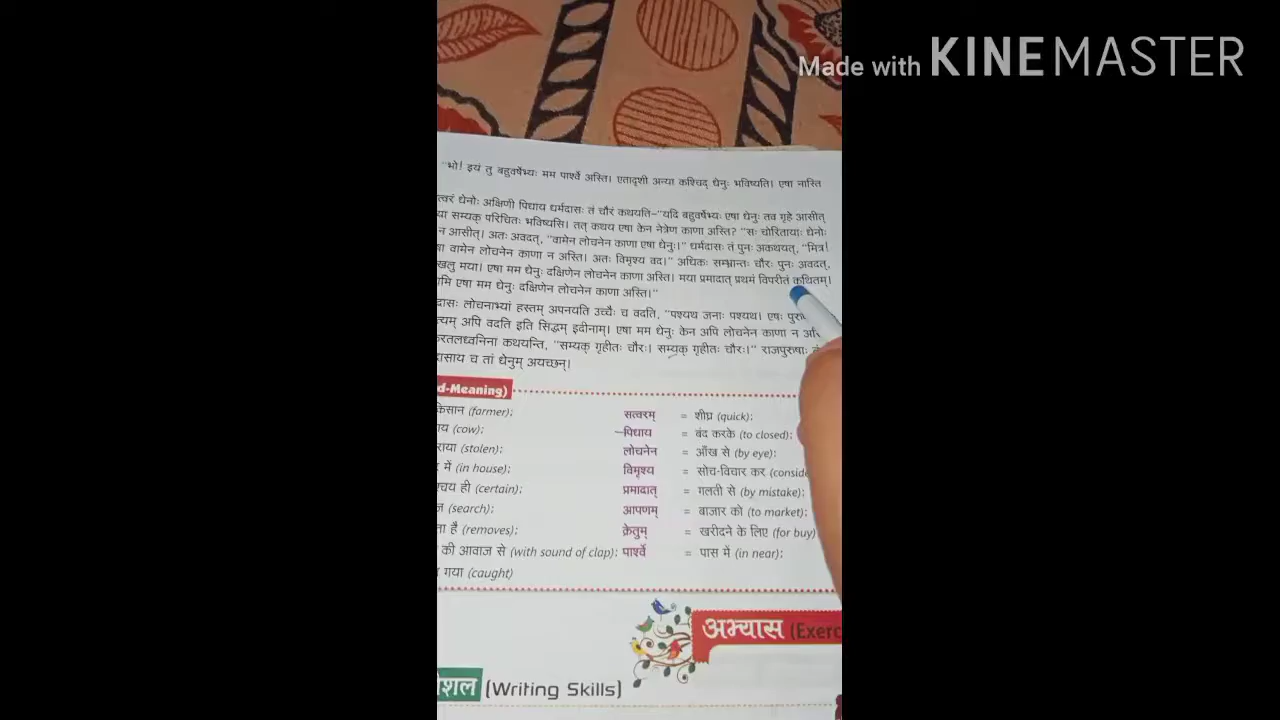 Made with KINEMASTER
"भो! इयं तु बहुवर्षेभ्यः मम पार्श्वे अस्ति। एतादृशी अन्या कश्चिद् धेनुः भविष्यति। एषा नास्ति
त्वरं धेनोः अक्षिणी पिधाय धर्मदासः तं चौरं कथयति–"यदि बहुवर्षेभ्यः एषा धेनुः तव गृहे आसीत्
या सम्यक् परिचितः भविष्यसि। तत् कथय एषा केन नेत्रेण काणा अस्ति? "सः चोरितायाः धेनोः
न आसीत्। अतः अवदत्, "वामेन लोचनेन काणा एषा धेनुः।" धर्मदासः तं पुनः अकथयत्, "मित्र!
षा वामेन लोचनेन काणा न अस्ति। अतः विमृश्य वद।" अधिकः सम्भ्रान्तः चौरः पुनः अवदत्,
खलु मया। एषा मम धेनुः दक्षिणेन लोचनेन काणा अस्ति। मया प्रमादात् प्रथमं विपरीतं कथितम्।
मि एषा मम धेनुः दक्षिणेन लोचनेन काणा अस्ति।"
दासः लोचनाभ्यां हस्तम् अपनयति उच्चैः च वदति, "पश्यथ जनाः पश्यथ। एषः
त्यम् अपि वदति इति सिद्धम् इदीनाम्। एषा मम धेनुः केन अपि लोचनेन काणा न
रतलध्वनिना कथयन्ति, "सम्यक् गृहीतः चौरः। सम्यक् गृहीतः चौरः।" राजपुरुषाः
दासाय च तां धेनुम् अयच्छन्।
d-Meaning)
किसान (farmer); सत्वरम् = शीघ्र (quick);
य (cow); पिधाय = बंद करके (to closed);
राया (stolen); लोचनेन = आँख से (by eye);
में (in house); विमृश्य = सोच-विचार कर (conside
श्चय ही (certain); प्रमादात् = गलती से (by mistake);
ज (search); आपणम् = बाजार को (to market);
ता है (removes); क्रेतुम् = खरीदने के लिए (for buy)
की आवाज से (with sound of clap); पार्श्वे = पास में (in near);
गया (caught)
अभ्यास (Exerc
शल (Writing Skills)